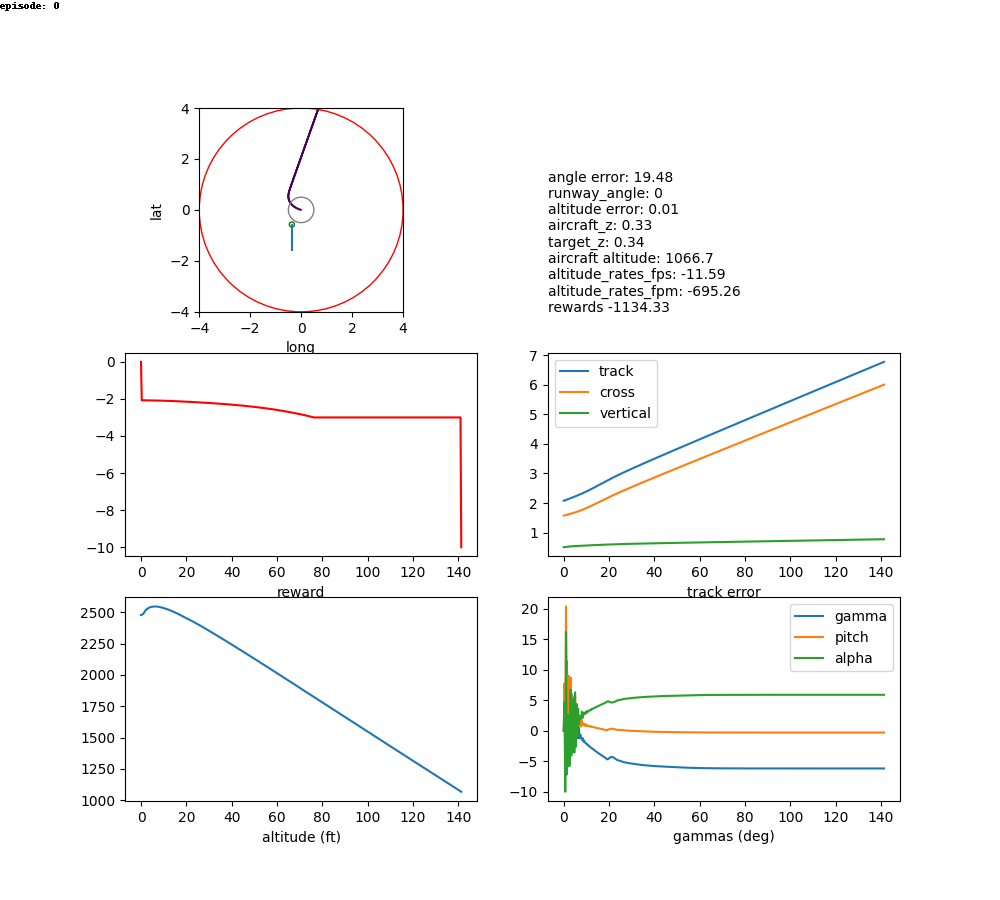 episode: 0
4
2
0
−2
−4
lat
−4 −2 0 2 4
long
angle error: 19.48
runway_angle: 0
altitude error: 0.01
aircraft_z: 0.33
target_z: 0.34
aircraft altitude: 1066.7
altitude_rates_fps: -11.59
altitude_rates_fpm: -695.26
rewards -1134.33
0
−2
−4
−6
−8
−10
0 20 40 60 80 100 120 140
reward
7
6
5
4
3
2
1
track
cross
vertical
0 20 40 60 80 100 120 140
track error
2500
2250
2000
1750
1500
1250
1000
0 20 40 60 80 100 120 140
altitude (ft)
20
15
10
5
0
−5
−10
gamma
pitch
alpha
0 20 40 60 80 100 120 140
gammas (deg)